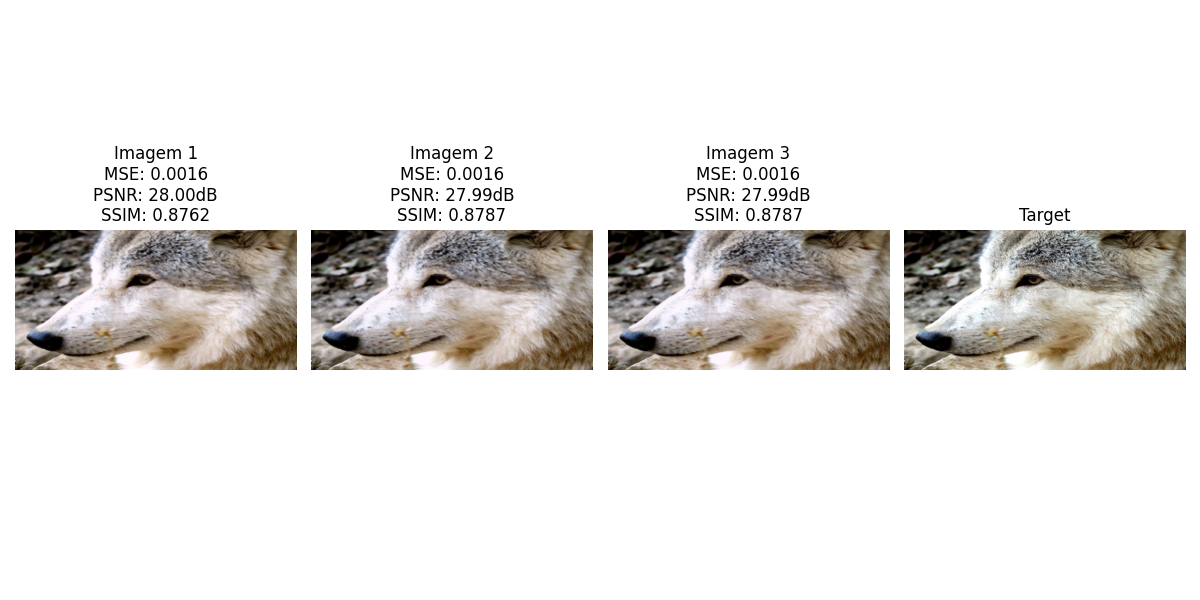 Imagem 1
MSE: 0.0016
PSNR: 28.00dB
SSIM: 0.8762
Imagem 2
MSE: 0.0016
PSNR: 27.99dB
SSIM: 0.8787
Imagem 3
MSE: 0.0016
PSNR: 27.99dB
SSIM: 0.8787
Target